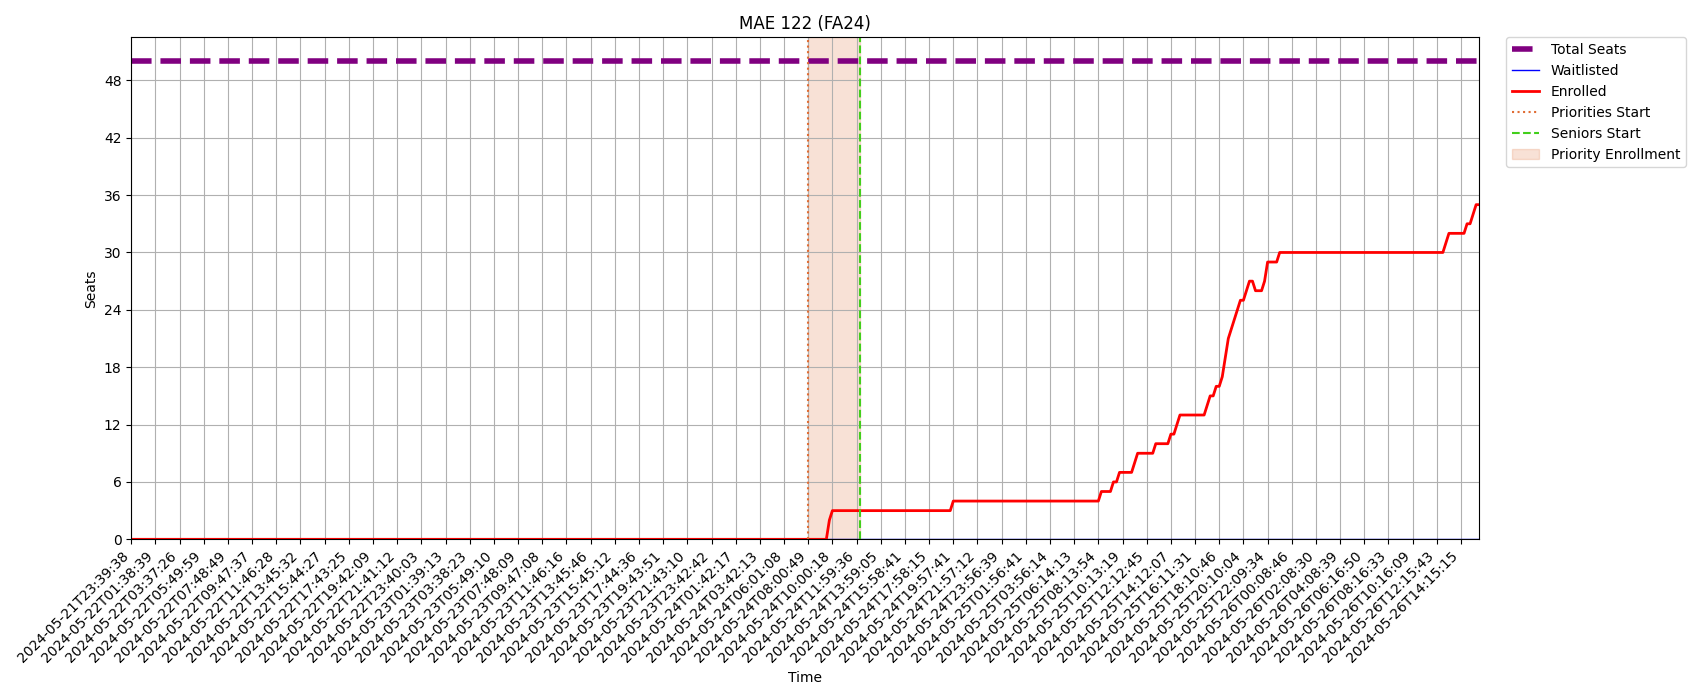 MAE 122 (FA24)
Total Seats
Waitlisted
Enrolled
Priorities Start
Seniors Start
Priority Enrollment
Seats
48
42
36
30
24
18
12
6
0
2024-05-21T23:39:38
2024-05-22T01:38:39
2024-05-22T03:37:26
2024-05-22T05:49:59
2024-05-22T07:48:49
2024-05-22T09:47:37
2024-05-22T11:46:28
2024-05-22T13:45:32
2024-05-22T15:44:27
2024-05-22T17:43:25
2024-05-22T19:42:09
2024-05-22T21:41:12
2024-05-22T23:40:03
2024-05-23T01:39:13
2024-05-23T03:38:23
2024-05-23T05:49:10
2024-05-23T07:48:09
2024-05-23T09:47:08
2024-05-23T11:46:16
2024-05-23T13:45:46
2024-05-23T15:45:12
2024-05-23T17:44:36
2024-05-23T19:43:51
2024-05-23T21:43:10
2024-05-23T23:42:42
2024-05-24T01:42:17
2024-05-24T03:42:13
2024-05-24T06:01:08
2024-05-24T08:00:49
2024-05-24T10:00:18
2024-05-24T11:59:36
2024-05-24T13:59:05
2024-05-24T15:58:41
2024-05-24T17:58:15
2024-05-24T19:57:41
2024-05-24T21:57:12
2024-05-24T23:56:39
2024-05-25T01:56:41
2024-05-25T03:56:14
2024-05-25T06:14:13
2024-05-25T08:13:54
2024-05-25T10:13:19
2024-05-25T12:12:45
2024-05-25T14:12:07
2024-05-25T16:11:31
2024-05-25T18:10:46
2024-05-25T20:10:04
2024-05-25T22:09:34
2024-05-26T00:08:46
2024-05-26T02:08:30
2024-05-26T04:08:39
2024-05-26T06:16:50
2024-05-26T08:16:33
2024-05-26T10:16:09
2024-05-26T12:15:43
2024-05-26T14:15:15
Time